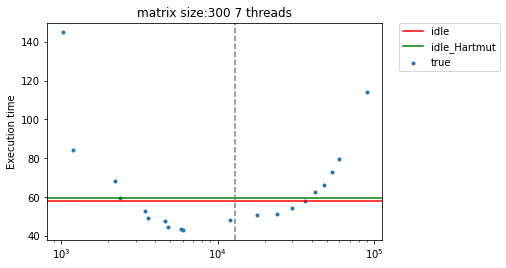 matrix size:300 7 threads
140
120
100
80
60
40
Execution time
10³
10⁴
10⁵
idle
idle_Hartmut
true